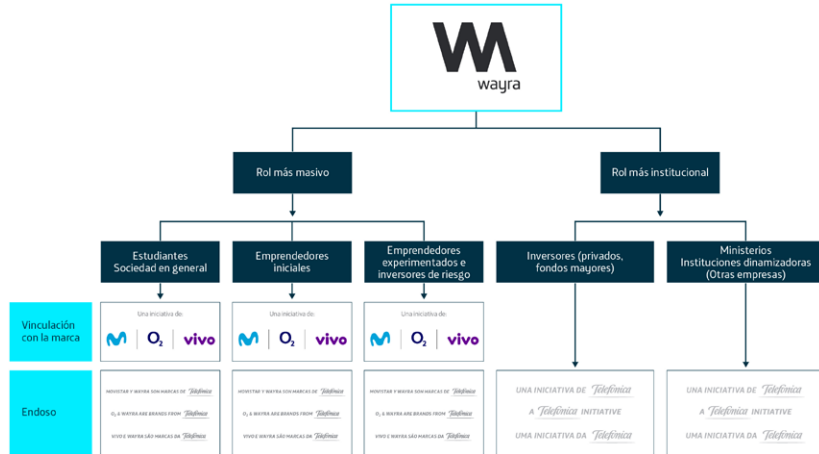 wayra
Rol más masivo
Rol más institucional
Estudiantes
Sociedad en general
Emprendedores
iniciales
Emprendedores
experimentados e
inversores de riesgo
Inversores (privados,
fondos mayores)
Ministerios
Instituciones dinamizadoras
(Otras empresas)
Vinculación
con la marca
Una iniciativa de:
O₂ vivo
Una iniciativa de:
O₂ vivo
Una iniciativa de:
O₂ vivo
Endoso
MOVISTAR Y WAYRA SON MARCAS DE Telefónica
O₂ & WAYRA ARE BRANDS FROM Telefónica
VIVO E WAYRA SÃO MARCAS DA Telefónica
MOVISTAR Y WAYRA SON MARCAS DE Telefónica
O₂ & WAYRA ARE BRANDS FROM Telefónica
VIVO E WAYRA SÃO MARCAS DA Telefónica
MOVISTAR Y WAYRA SON MARCAS DE Telefónica
O₂ & WAYRA ARE BRANDS FROM Telefónica
VIVO E WAYRA SÃO MARCAS DA Telefónica
UNA INICIATIVA DE Telefónica
A Telefónica INITIATIVE
UMA INICIATIVA DA Telefónica
UNA INICIATIVA DE Telefónica
A Telefónica INITIATIVE
UMA INICIATIVA DA Telefónica